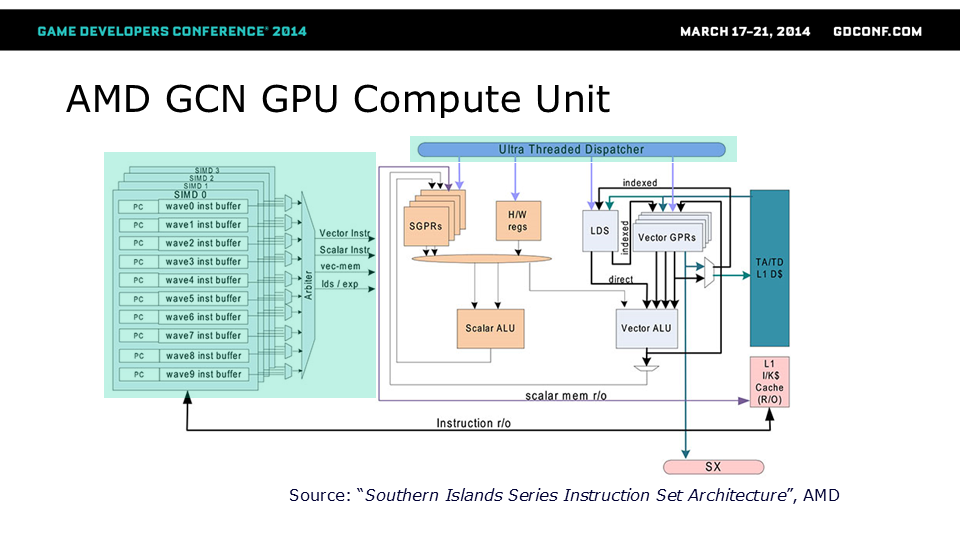 GAME DEVELOPERS CONFERENCE® 2014
MARCH 17–21, 2014
GDCONF.COM
AMD GCN GPU Compute Unit
Ultra Threaded Dispatcher
SIMD 3
SIMD 2
SIMD 1
SIMD 0
PC wave0 inst buffer
PC wave1 inst buffer
PC wave2 inst buffer
PC wave3 inst buffer
PC wave4 inst buffer
PC wave5 inst buffer
PC wave6 inst buffer
PC wave7 inst buffer
PC wave8 inst buffer
PC wave9 inst buffer
Arbiter
Vector Instr
Scalar Instr
vec-mem
lds / exp
SGPRs
H/W
regs
indexed
LDS
indexed
Vector GPRs
direct
TA/TD
L1 D$
Scalar ALU
Vector ALU
L1
I/K$
Cache
(R/O)
scalar mem r/o
Instruction r/o
SX
Source: “Southern Islands Series Instruction Set Architecture”, AMD